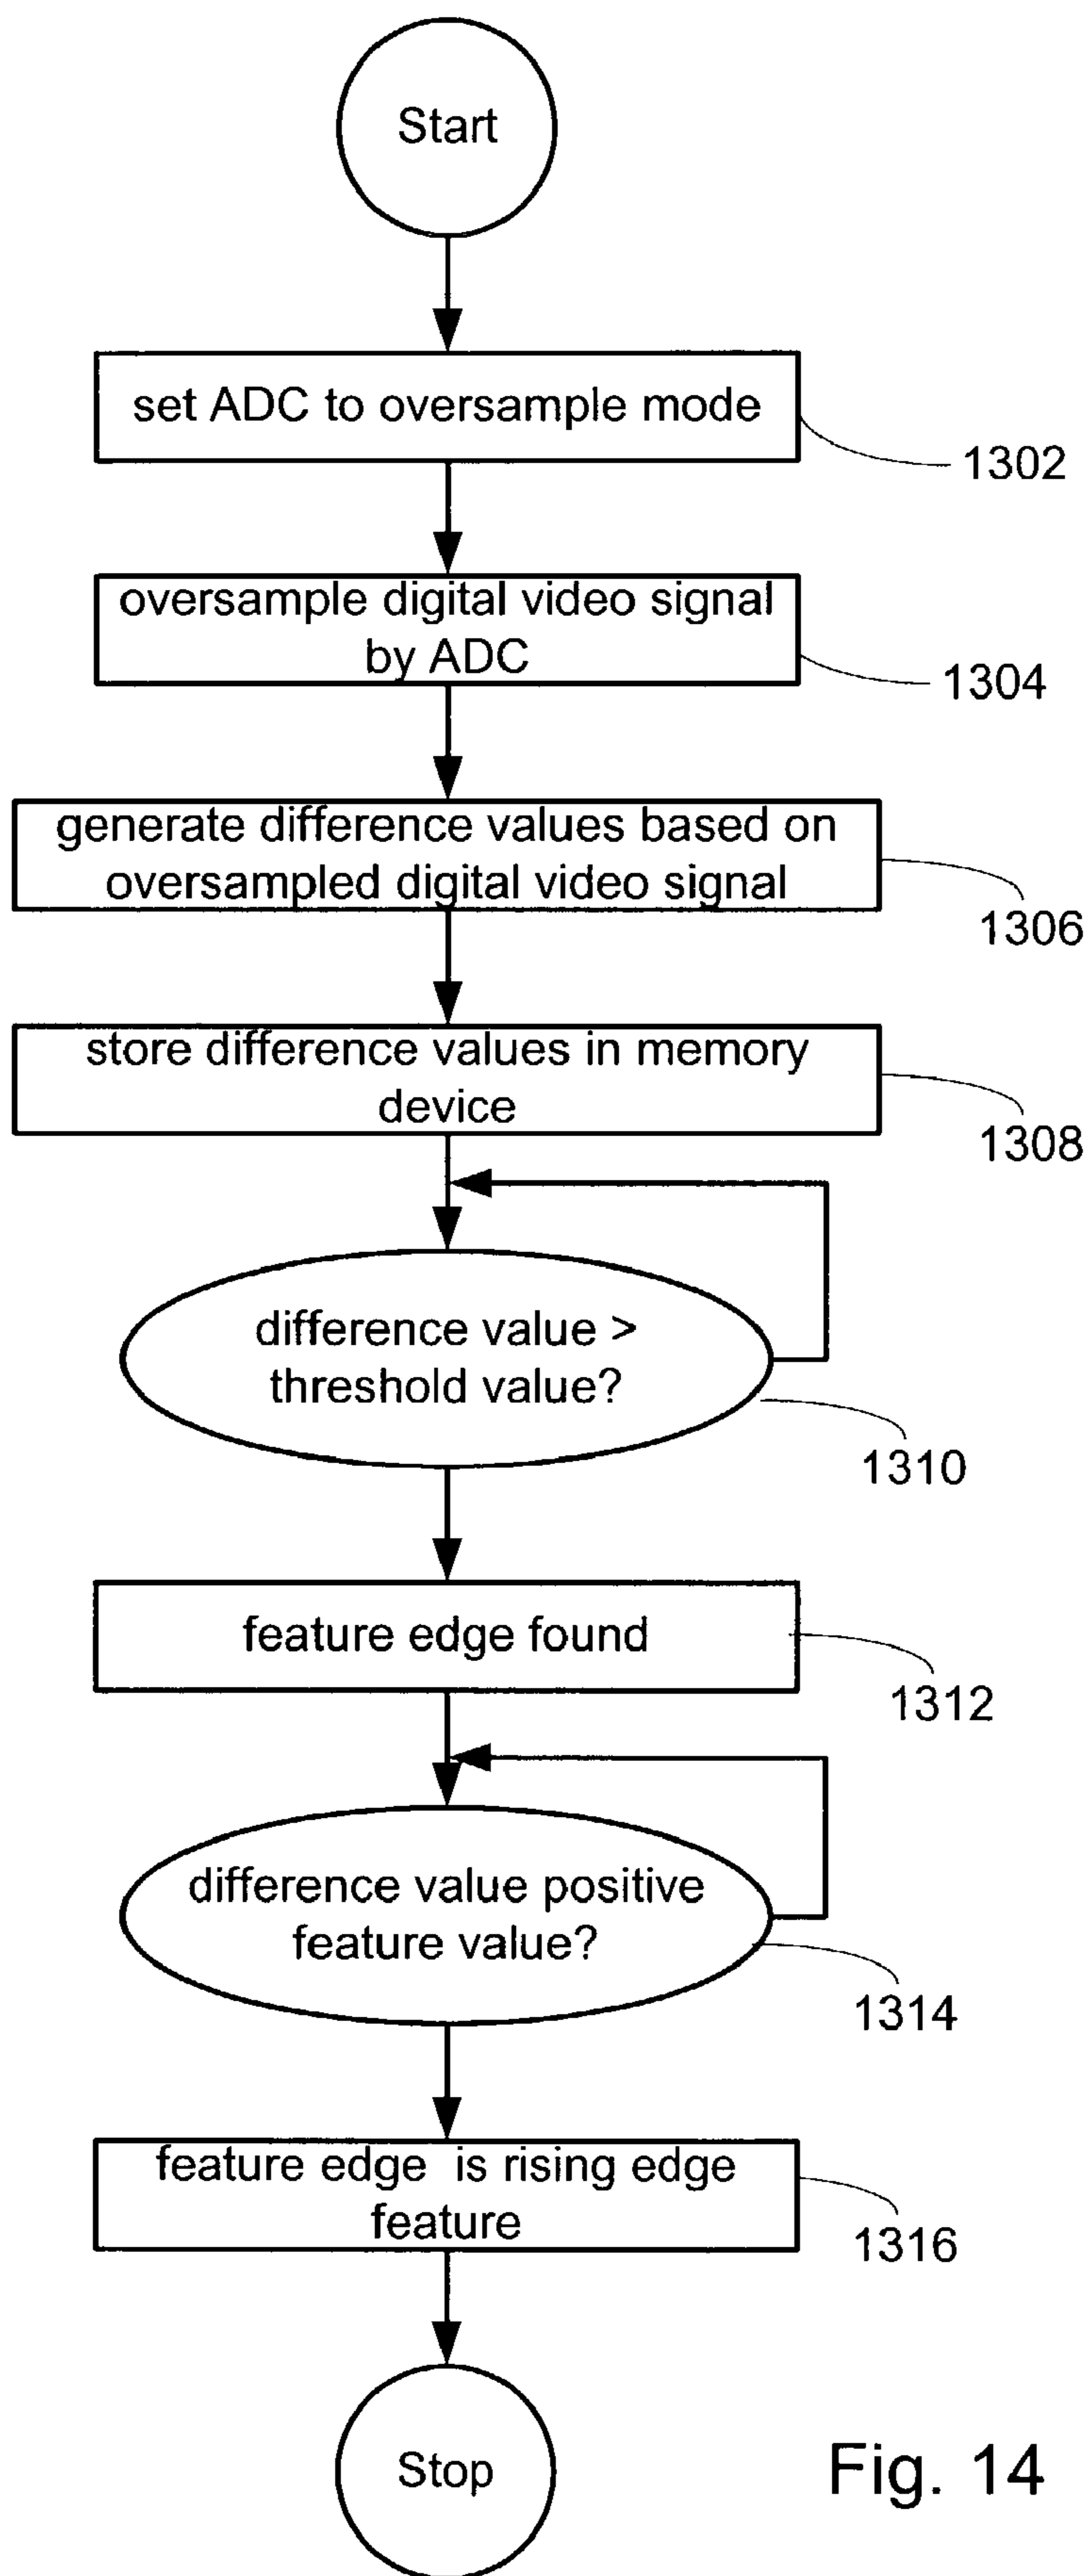 Start
set ADC to oversample mode
1302
oversample digital video signal
by ADC
1304
generate difference values based on
oversampled digital video signal
1306
store difference values in memory
device
1308
difference value >
threshold value?
1310
feature edge found
1312
difference value positive
feature value?
1314
feature edge is rising edge
feature
1316
Stop
Fig. 14